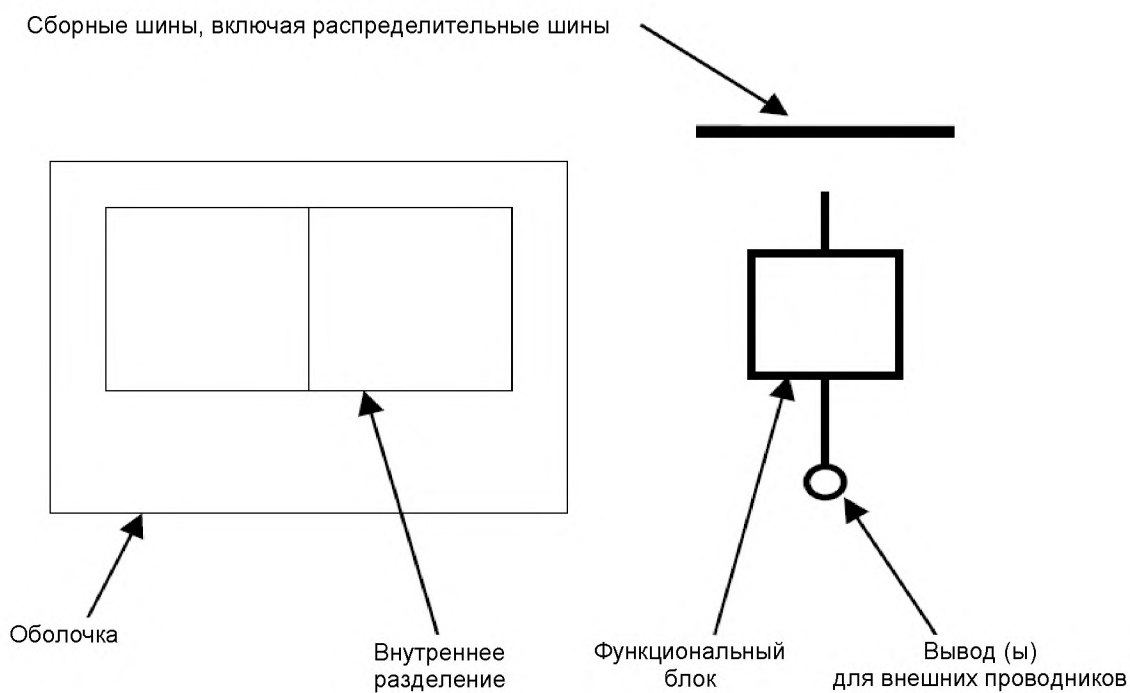 Сборные шины, включая распределительные шины
Оболочка
Внутреннее
разделение
Функциональный
блок
Вывод (ы)
для внешних проводников